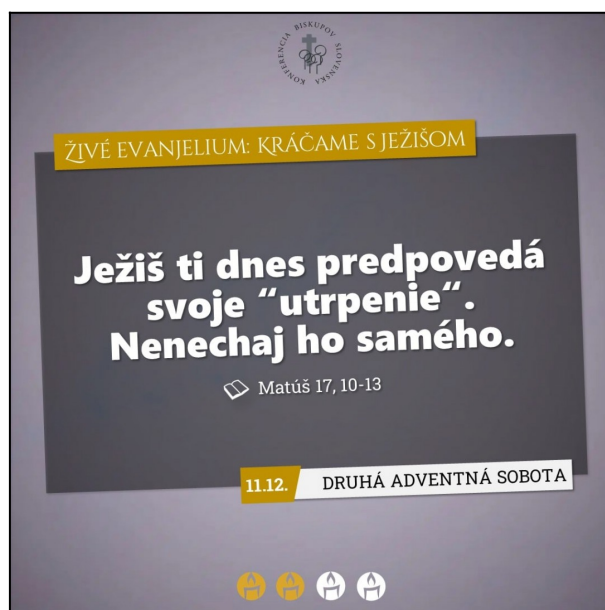 KONFERENCIA BISKUPOV SLOVENSKA
ŽIVÉ EVANJELIUM: KRÁČAME S JEŽIŠOM
Ježiš ti dnes predpovedá
svoje “utrpenie“.
Nenechaj ho samého.
Matúš 17, 10-13
11.12. DRUHÁ ADVENTNÁ SOBOTA